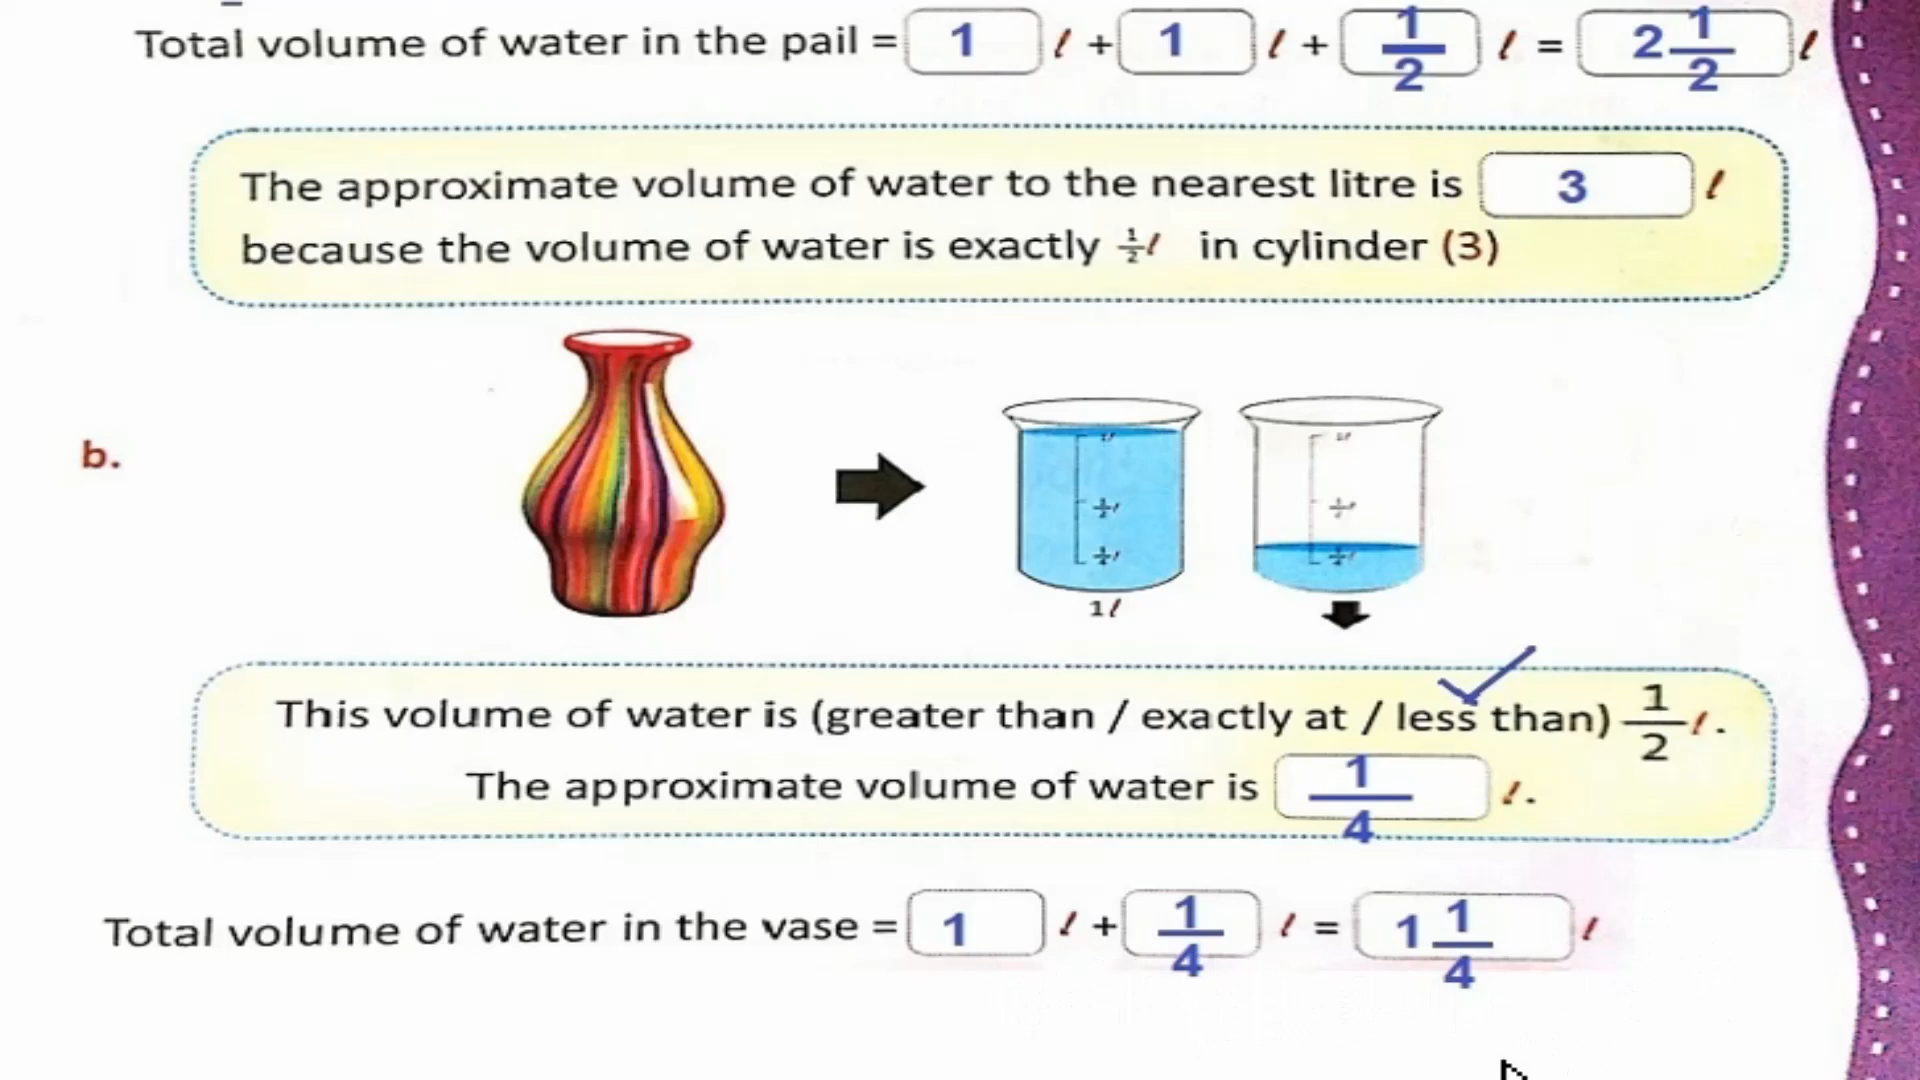 Total volume of water in the pail = 1 l + 1 l + 1/2 l = 2 1/2 l
The approximate volume of water to the nearest litre is 3 l
because the volume of water is exactly 1/2 l in cylinder (3)
b.
1 l
This volume of water is (greater than / exactly at / less than) 1/2 l.
The approximate volume of water is 1/4 l.
Total volume of water in the vase = 1 l + 1/4 l = 1 1/4 l